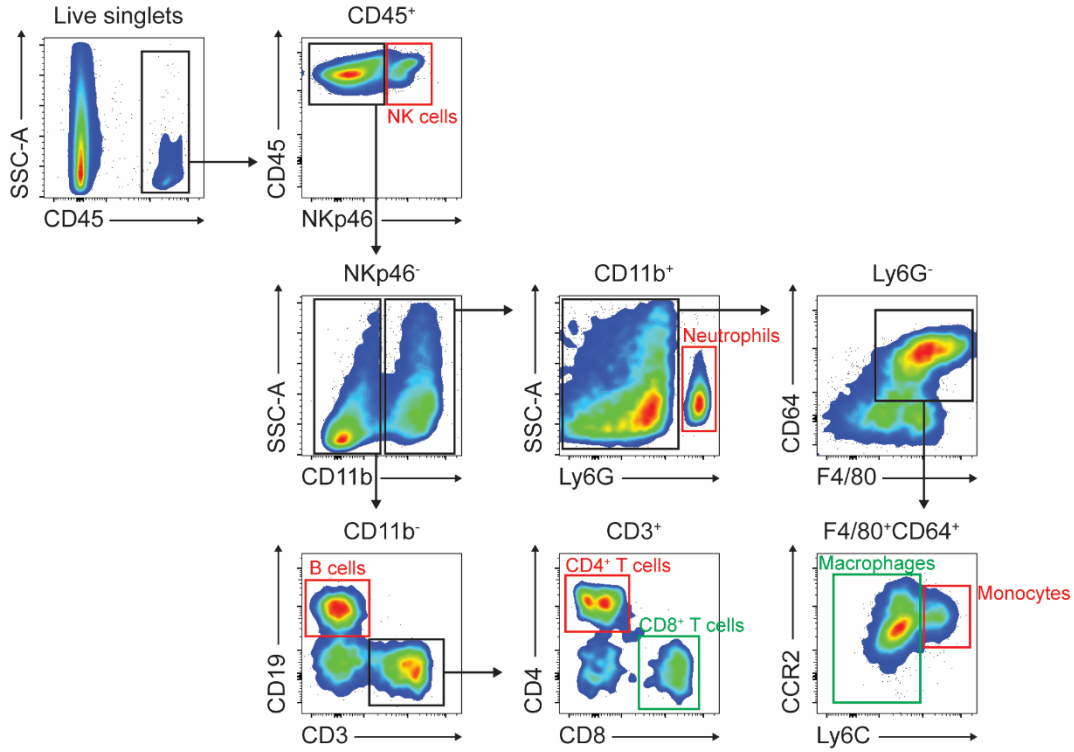 Live singlets
SSC-A
CD45
CD45⁺
CD45
NK cells
NKp46
NKp46⁻
SSC-A
CD11b
CD11b⁺
SSC-A
Neutrophils
Ly6G
Ly6G⁻
CD64
F4/80
CD11b⁻
CD19
B cells
CD3
CD3⁺
CD4
CD4⁺ T cells
CD8⁺ T cells
CD8
F4/80⁺CD64⁺
CCR2
Macrophages
Monocytes
Ly6C